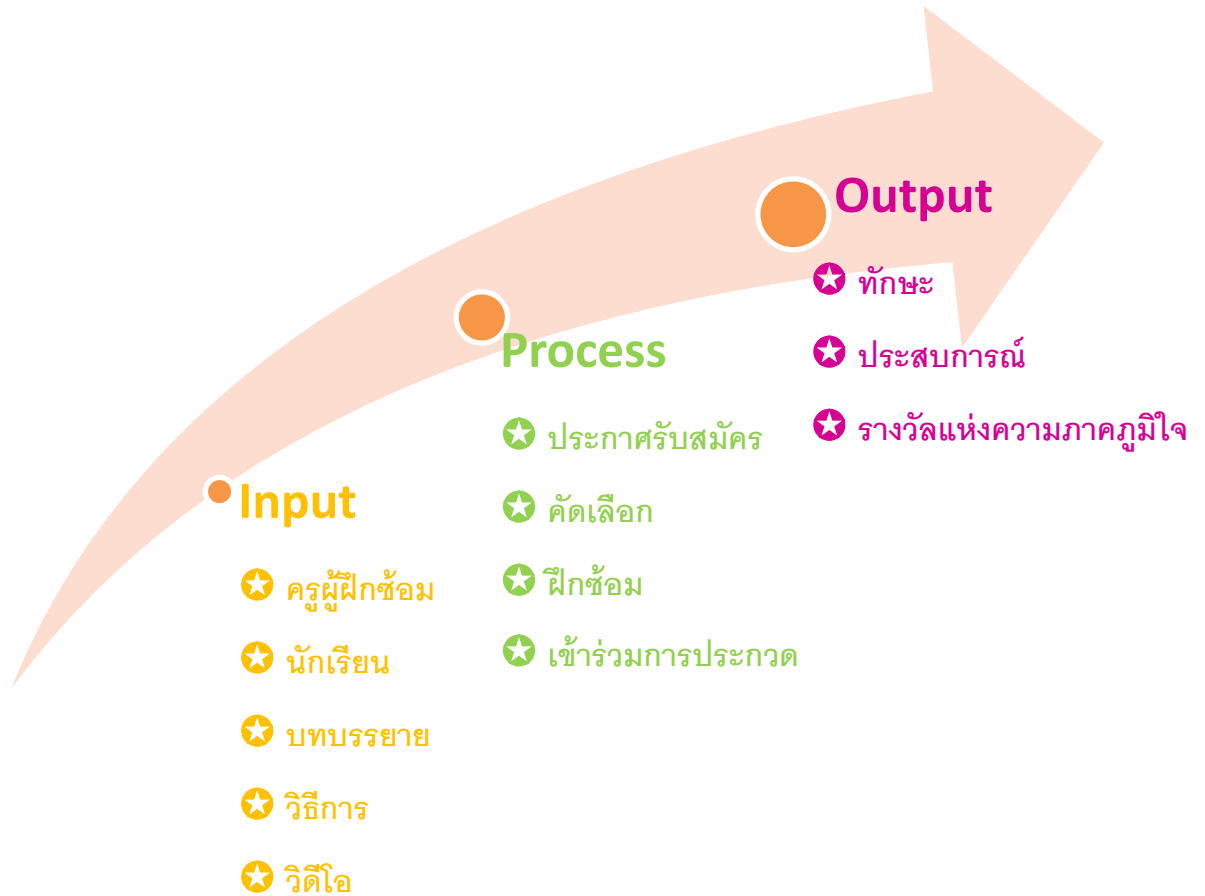 Input
ครูผู้ฝึกซ้อม
นักเรียน
บทบรรยาย
วิธีการ
วิดีโอ
Process
ประกาศรับสมัคร
คัดเลือก
ฝึกซ้อม
เข้าร่วมการประกวด
Output
ทักษะ
ประสบการณ์
รางวัลแห่งความภาคภูมิใจ